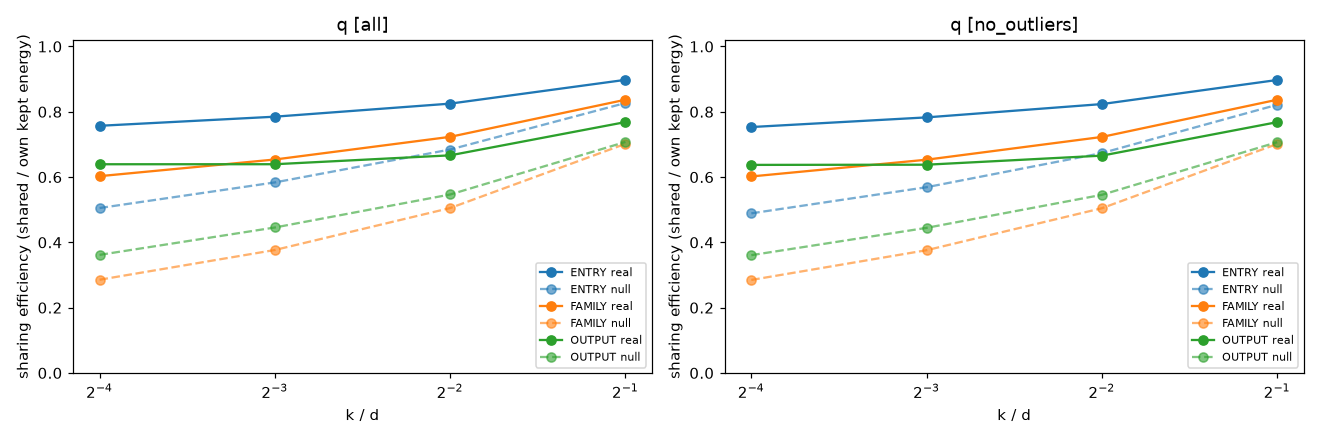 q [all]
sharing efficiency (shared / own kept energy)
1.0
0.8
0.6
0.4
0.2
0.0
2⁻⁴
2⁻³
2⁻²
2⁻¹
k / d
ENTRY real
ENTRY null
FAMILY real
FAMILY null
OUTPUT real
OUTPUT null
q [no_outliers]
sharing efficiency (shared / own kept energy)
1.0
0.8
0.6
0.4
0.2
0.0
2⁻⁴
2⁻³
2⁻²
2⁻¹
k / d
ENTRY real
ENTRY null
FAMILY real
FAMILY null
OUTPUT real
OUTPUT null